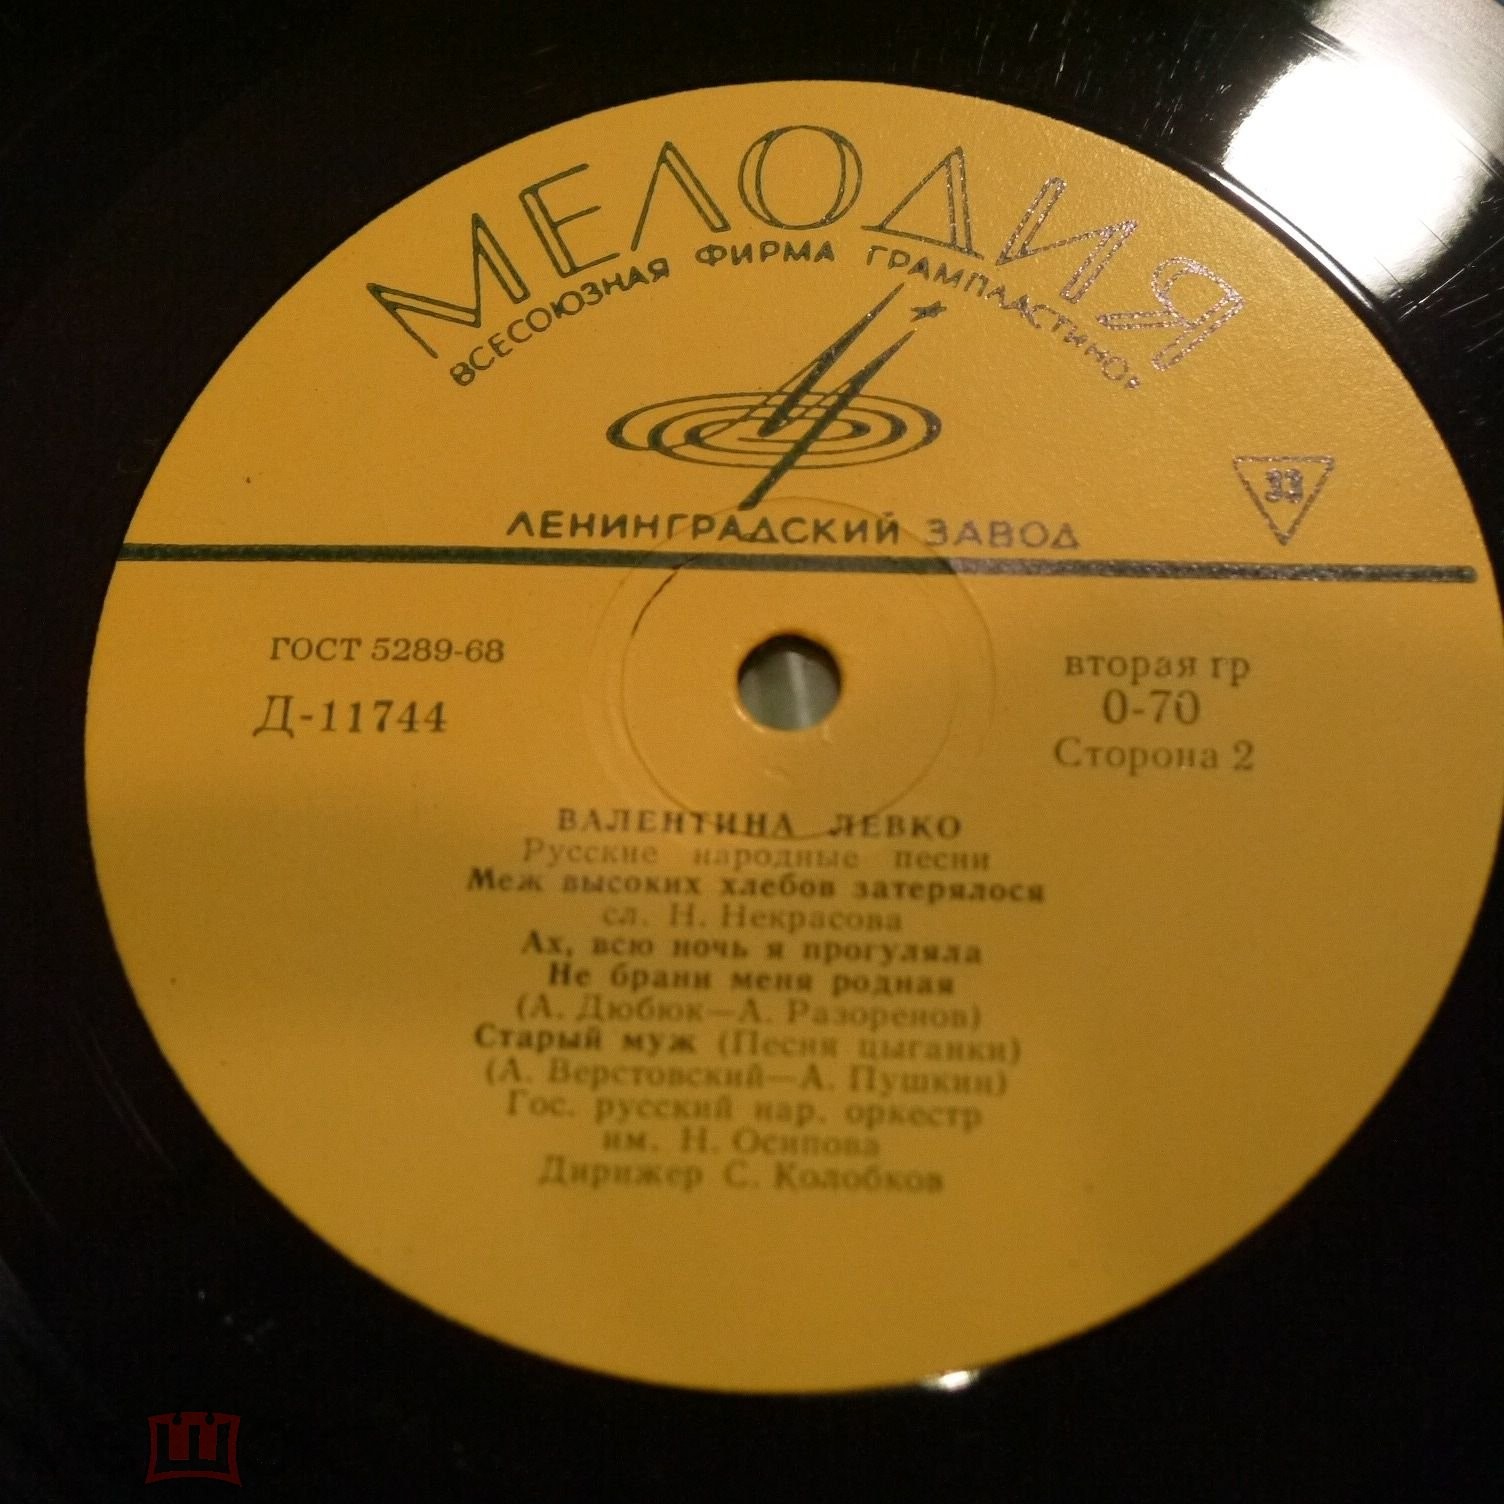 МЕЛОДИЯ
ВСЕСОЮЗНАЯ ФИРМА ГРАМПЛАСТИНОК
33
ЛЕНИНГРАДСКИЙ ЗАВОД
ГОСТ 5289-68
Д-11744
вторая гр
0-70
Сторона 2
ВАЛЕНТИНА ЛЕВКО
Русские народные песни
Меж высоких хлебов затерялося
сл. Н. Некрасова
Ах, всю ночь я прогуляла
Не брани меня родная
(А. Дюбюк—А. Разоренов)
Старый муж (Песня цыганки)
(А. Верстовский—А. Пушкин)
Гос. русский нар. оркестр
им. Н. Осипова
Дирижер С. Колобков